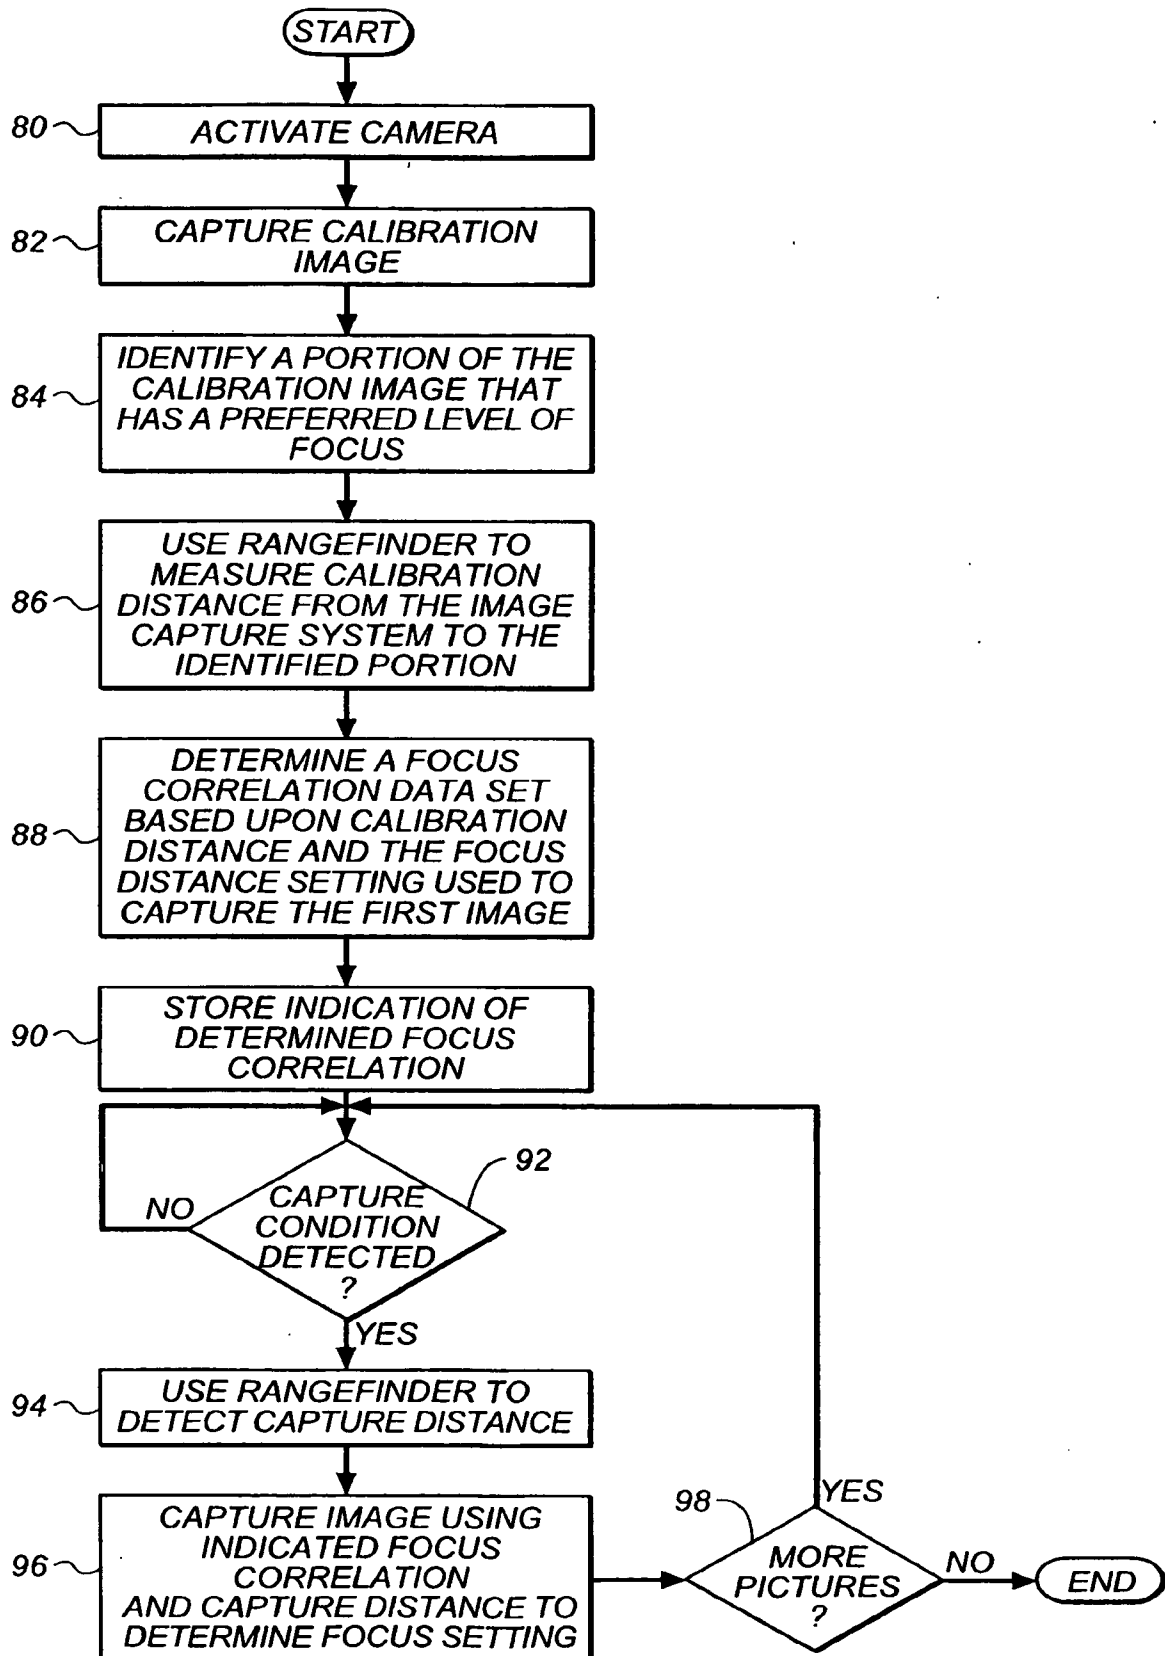 START
80
ACTIVATE CAMERA
82
CAPTURE CALIBRATION
IMAGE
84
IDENTIFY A PORTION OF THE
CALIBRATION IMAGE THAT
HAS A PREFERRED LEVEL OF
FOCUS
86
USE RANGEFINDER TO
MEASURE CALIBRATION
DISTANCE FROM THE IMAGE
CAPTURE SYSTEM TO THE
IDENTIFIED PORTION
88
DETERMINE A FOCUS
CORRELATION DATA SET
BASED UPON CALIBRATION
DISTANCE AND THE FOCUS
DISTANCE SETTING USED TO
CAPTURE THE FIRST IMAGE
90
STORE INDICATION OF
DETERMINED FOCUS
CORRELATION
92
NO
CAPTURE
CONDITION
DETECTED
?
YES
94
USE RANGEFINDER TO
DETECT CAPTURE DISTANCE
96
CAPTURE IMAGE USING
INDICATED FOCUS
CORRELATION
AND CAPTURE DISTANCE TO
DETERMINE FOCUS SETTING
98
YES
MORE
PICTURES
?
NO
END